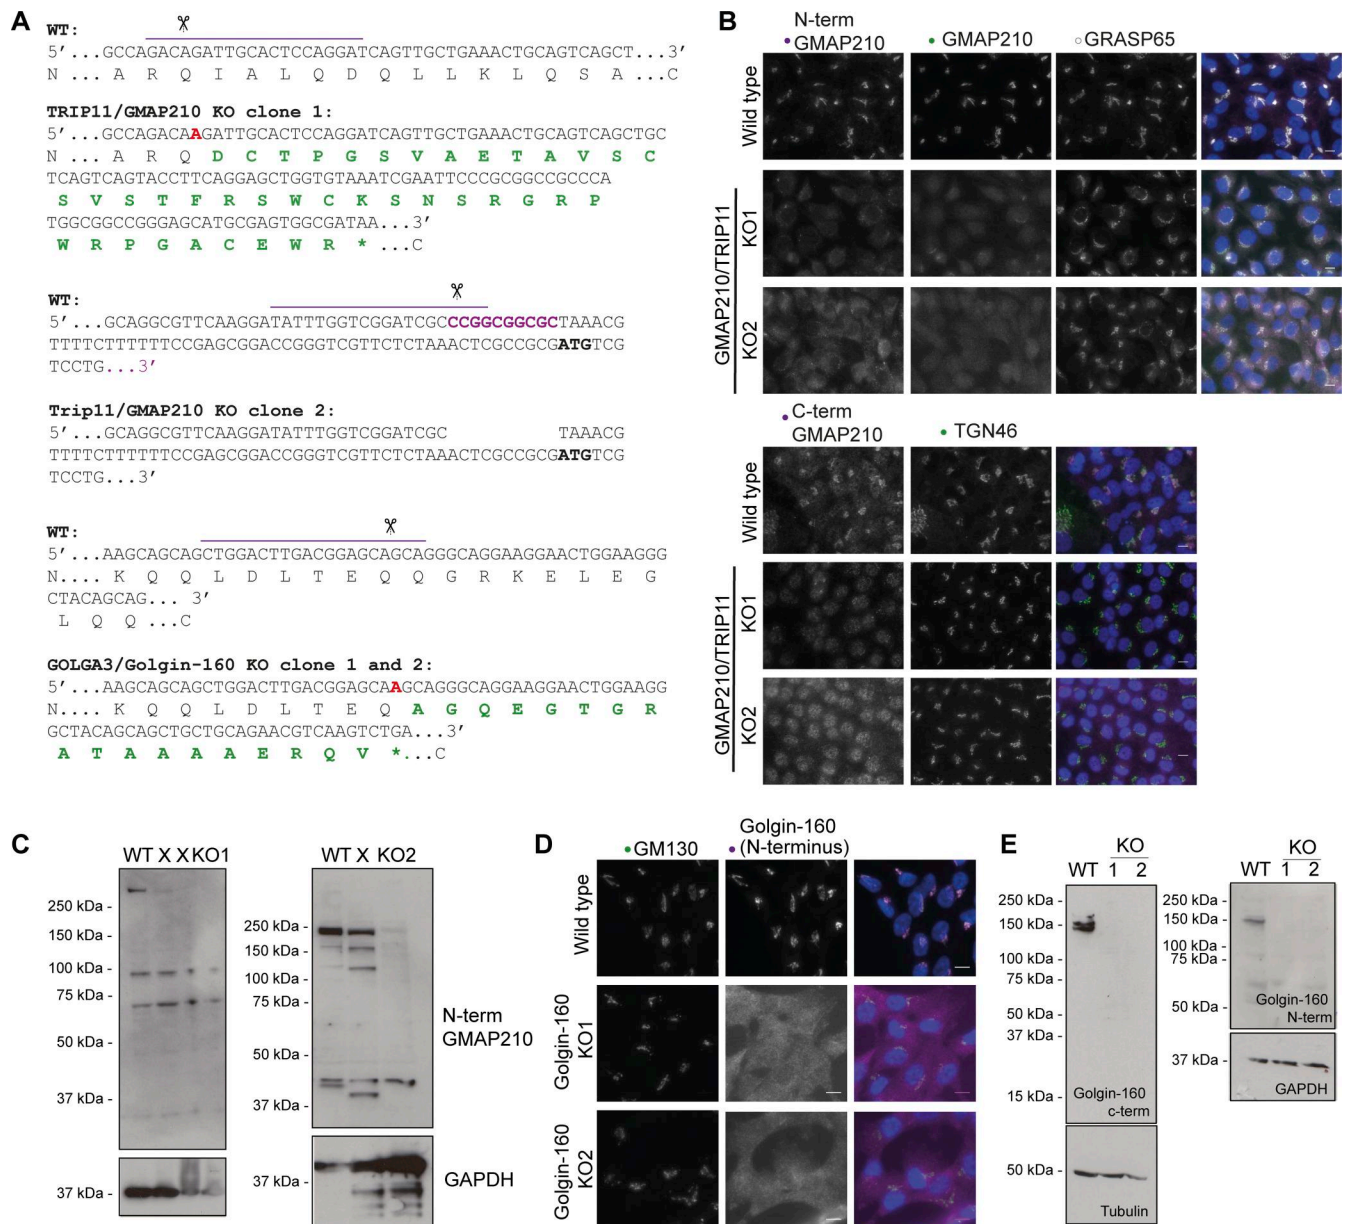 A
WT:
5′...GCCAGACAGATTGCACTCCAGGATCAGTTGCTGAAACTGCAGTCAGCT...3′
N ... A R Q I A L Q D Q L L K L Q S A ...C
TRIP11/GMAP210 KO clone 1:
5′...GCCAGACAAGATTGCACTCCAGGATCAGTTGCTGAAACTGCAGTCAGCTGC
N ... A R Q D C T P G S V A E T A V S C
TCAGTCAGTACCTTCAGGAGCTGGTGTAAATCGAATTCCCGCGGCCGCCCA
S V S T F R S W C K S N S R G R P
TGGCGGCCGGGAGCATGCGAGTGGCGATAA...3′
W R P G A C E W R * ...C
WT:
5′...GCAGGCGTTCAAGGATATTTGGTCGGATCGCCCGGCGGCGCTAAACG
TTTTCTTTTTTCCGAGCGGACCGGGTCGTTCTCTAAACTCGCCGCGATGTCG
TCCTG...3′
Trip11/GMAP210 KO clone 2:
5′...GCAGGCGTTCAAGGATATTTGGTCGGATCGC TAAACG
TTTTCTTTTTTCCGAGCGGACCGGGTCGTTCTCTAAACTCGCCGCGATGTCG
TCCTG...3′
WT:
5′...AAGCAGCAGCTGGACTTGACGGAGCAGCAGGGCAGGAAGGAACTGGAAGGG
N.... K Q Q L D L T E Q Q G R K E L E G
CTACAGCAG... 3′
L Q Q ...C
GOLGA3/Golgin-160 KO clone 1 and 2:
5′...AAGCAGCAGCTGGACTTGACGGAGCAAGCAGGGCAGGAAGGAACTGGAAGG
N.... K Q Q L D L T E Q A G Q E G T G R
GCTACAGCAGCTGCTGCAGAACGTCAAGTCTGA...3′
A T A A A A E R Q V *...C
B
N-term
GMAP210 GMAP210 GRASP65
Wild type
GMAP210/TRIP11
KO1
KO2
C-term
GMAP210 TGN46
Wild type
GMAP210/TRIP11
KO1
KO2
C
WT X X KO1
250 kDa -
150 kDa -
100 kDa -
75 kDa -
50 kDa -
37 kDa -
37 kDa -
WT X KO2
250 kDa -
150 kDa -
100 kDa -
75 kDa -
50 kDa -
37 kDa -
37 kDa -
N-term
GMAP210
GAPDH
D
GM130 Golgin-160
(N-terminus)
Wild type
Golgin-160
KO1
Golgin-160
KO2
E
KO
WT 1 2
250 kDa -
150 kDa -
100 kDa -
75 kDa -
50 kDa -
37 kDa -
15 kDa -
Golgin-160
c-term
50 kDa -
Tubulin
KO
WT 1 2
250 kDa -
150 kDa -
100 kDa -
75 kDa -
50 kDa -
Golgin-160
N-term
37 kDa -
GAPDH